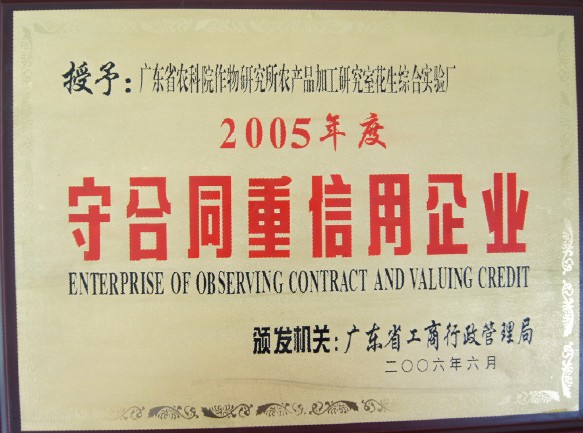 授予：广东省农科院作物研究所农产品加工研究室花生综合实验厂
2005年度
守合同重信用企业
ENTERPRISE OF OBSERVING CONTRACT AND VALUING CREDIT
颁发机关：广东省工商行政管理局
二〇〇六年六月